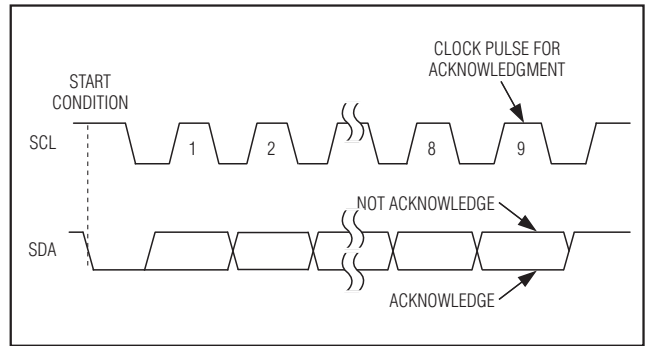 CLOCK PULSE FOR
ACKNOWLEDGMENT
START
CONDITION
SCL
1
2
8
9
NOT ACKNOWLEDGE
SDA
ACKNOWLEDGE